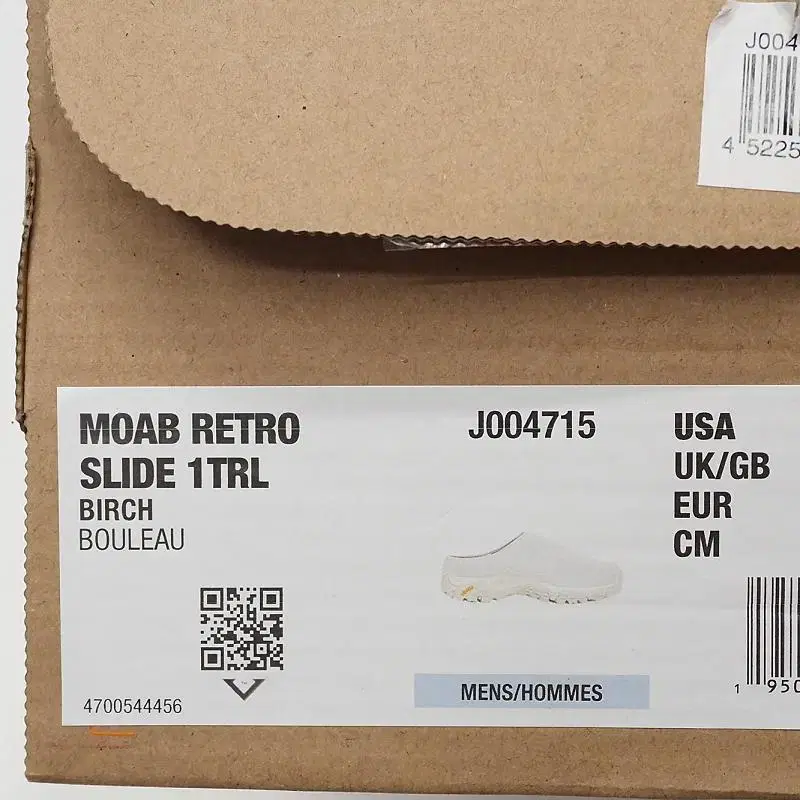 J004
4 5225
MOAB RETRO
SLIDE 1TRL
BIRCH
BOULEAU
J004715
USA
UK/GB
EUR
CM
4700544456
MENS/HOMMES
1 950